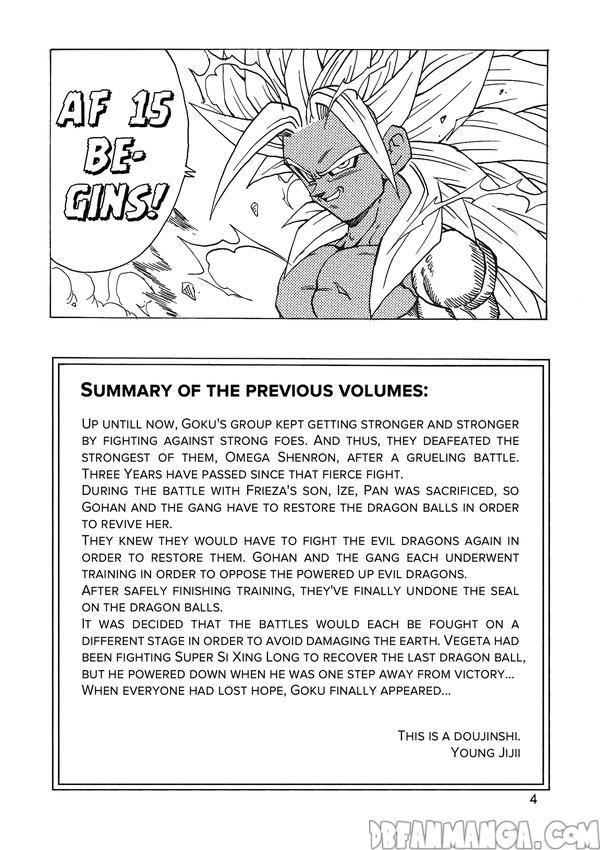 AF 15
BE-
GINS!
SUMMARY OF THE PREVIOUS VOLUMES:
UP UNTILL NOW, GOKU'S GROUP KEPT GETTING STRONGER AND STRONGER
BY FIGHTING AGAINST STRONG FOES. AND THUS, THEY DEAFEATED THE
STRONGEST OF THEM, OMEGA SHENRON, AFTER A GRUELING BATTLE.
THREE YEARS HAVE PASSED SINCE THAT FIERCE FIGHT.
DURING THE BATTLE WITH FRIEZA'S SON, IZE, PAN WAS SACRIFICED, SO
GOHAN AND THE GANG HAVE TO RESTORE THE DRAGON BALLS IN ORDER
TO REVIVE HER.
THEY KNEW THEY WOULD HAVE TO FIGHT THE EVIL DRAGONS AGAIN IN
ORDER TO RESTORE THEM. GOHAN AND THE GANG EACH UNDERWENT
TRAINING IN ORDER TO OPPOSE THE POWERED UP EVIL DRAGONS.
AFTER SAFELY FINISHING TRAINING, THEY'VE FINALLY UNDONE THE SEAL
ON THE DRAGON BALLS.
IT WAS DECIDED THAT THE BATTLES WOULD EACH BE FOUGHT ON A
DIFFERENT STAGE IN ORDER TO AVOID DAMAGING THE EARTH. VEGETA HAD
BEEN FIGHTING SUPER SI XING LONG TO RECOVER THE LAST DRAGON BALL,
BUT HE POWERED DOWN WHEN HE WAS ONE STEP AWAY FROM VICTORY...
WHEN EVERYONE HAD LOST HOPE, GOKU FINALLY APPEARED...
THIS IS A DOUJINSHI.
YOUNG JIJII
4
DBFANMANGA.COM